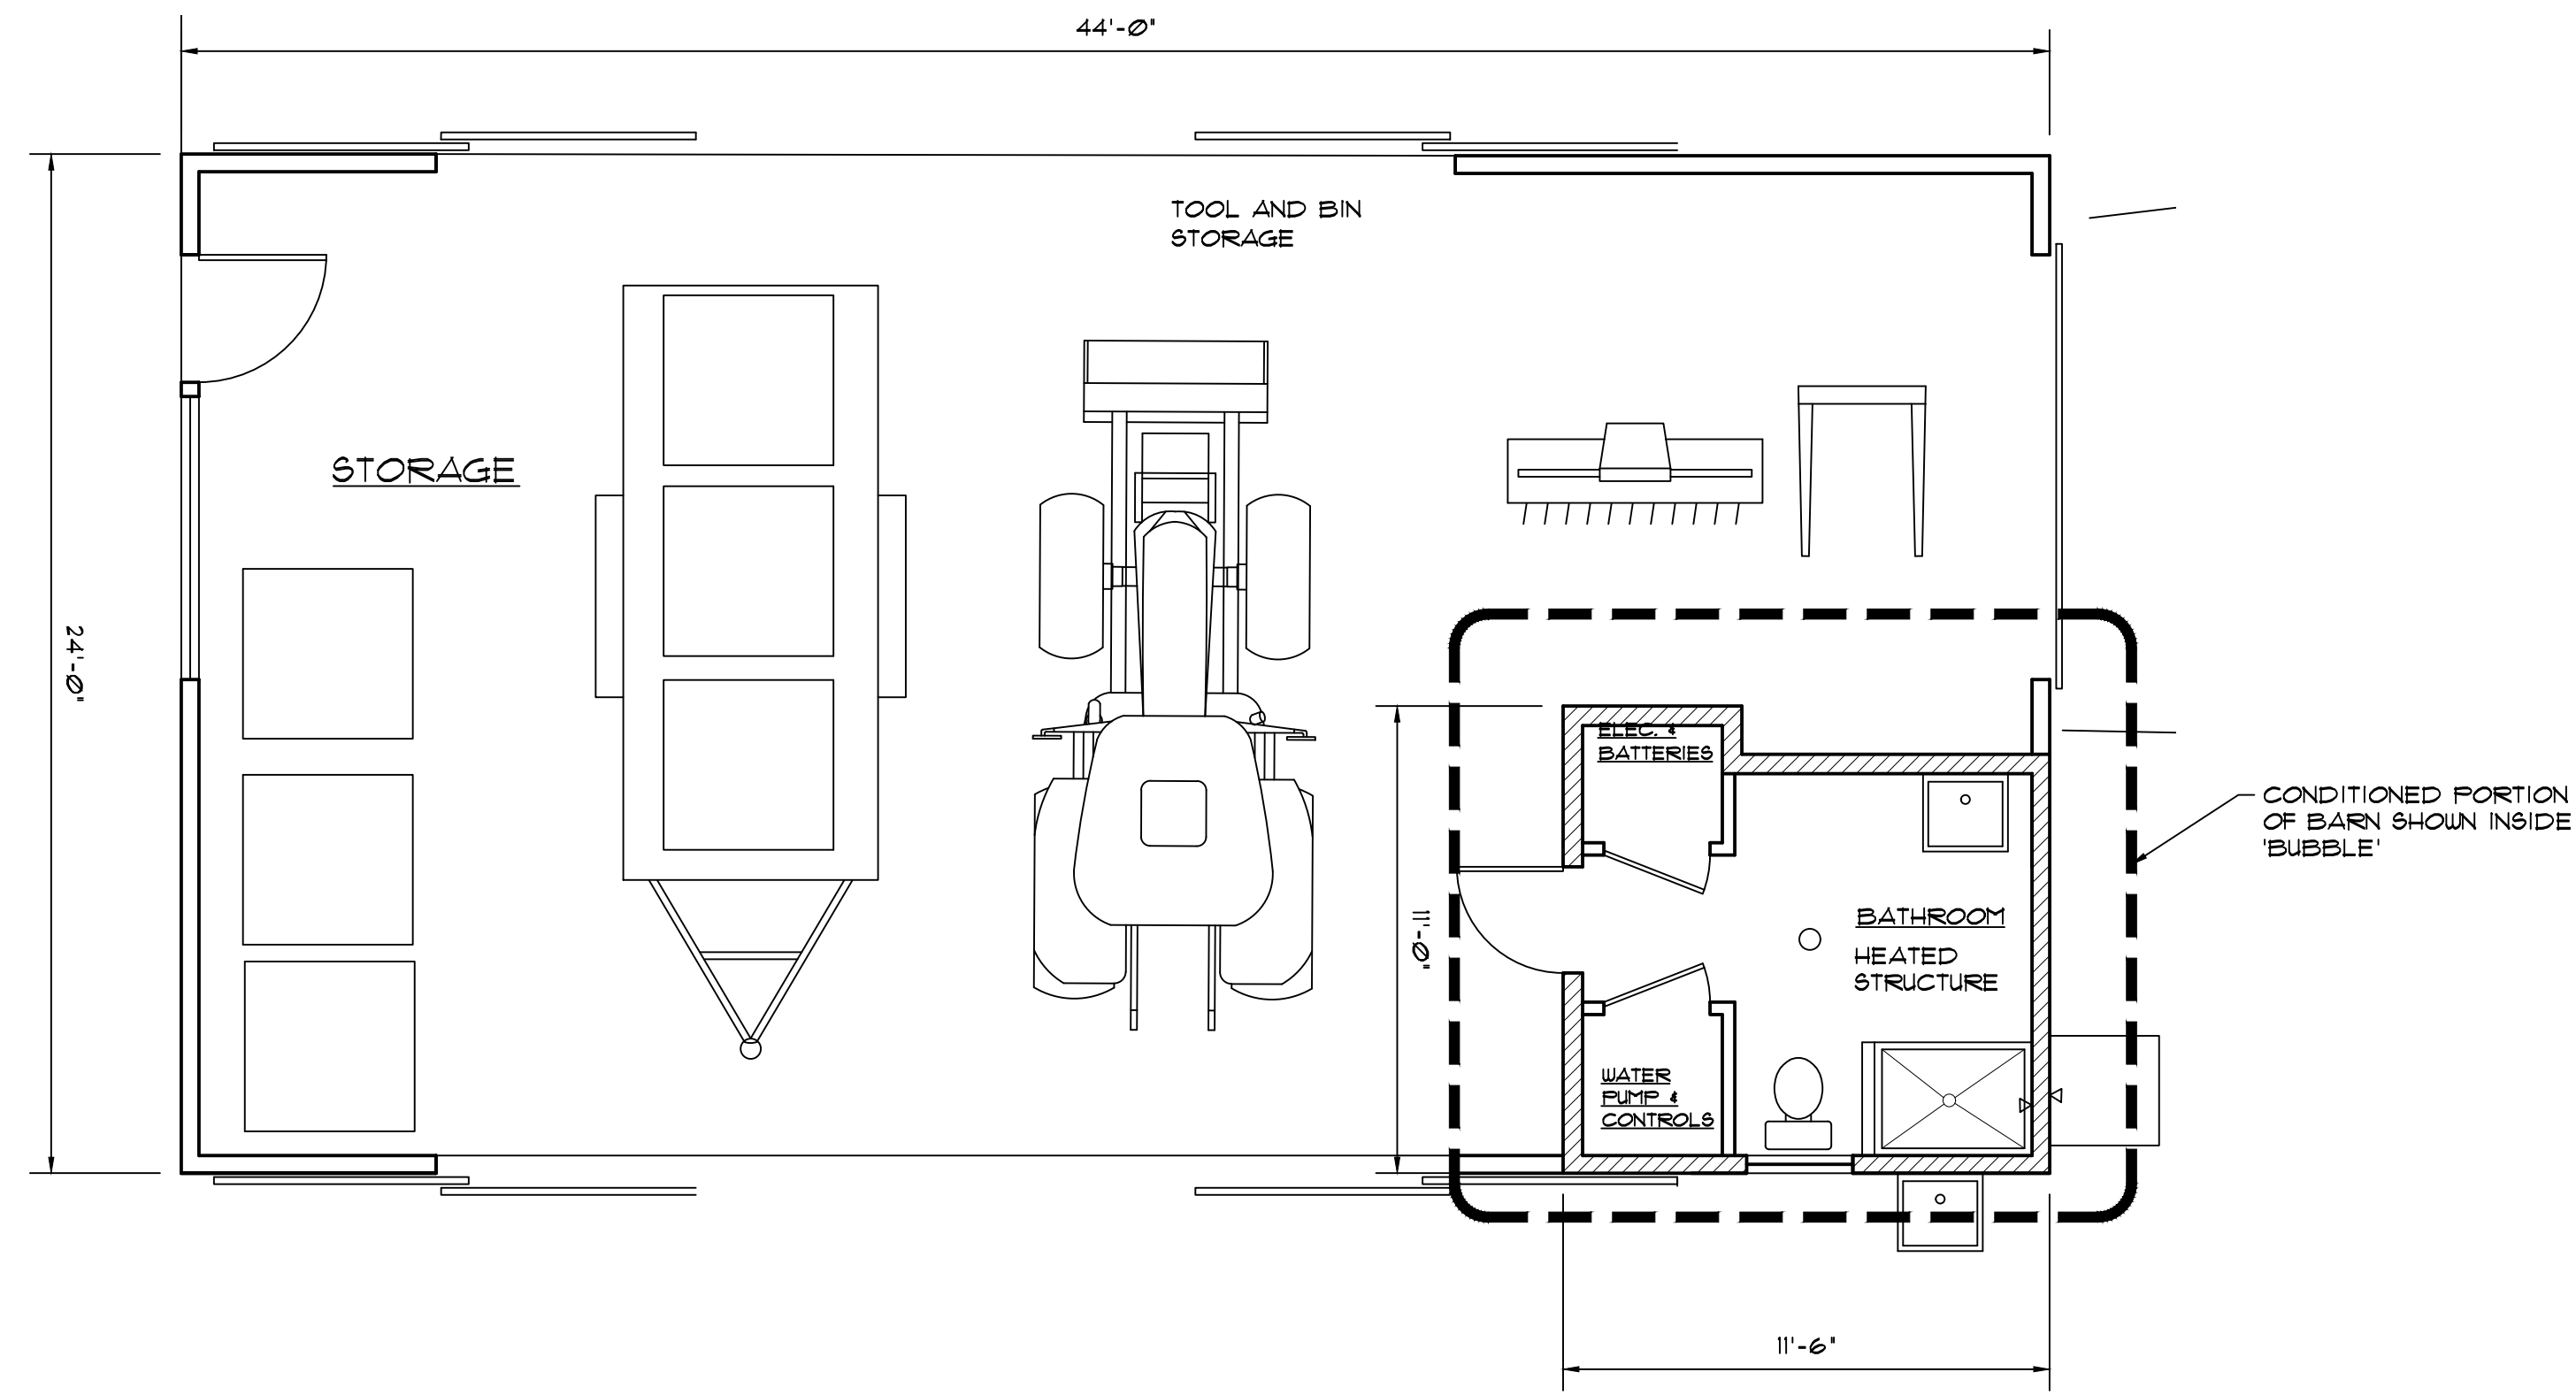 44'-0"
TOOL AND BIN
STORAGE
STORAGE
24'-0"
ELEC. &
BATTERIES
CONDITIONED PORTION
OF BARN SHOWN INSIDE
'BUBBLE'
11'-0"
BATHROOM
HEATED
STRUCTURE
WATER
PUMP &
CONTROLS
11'-6"